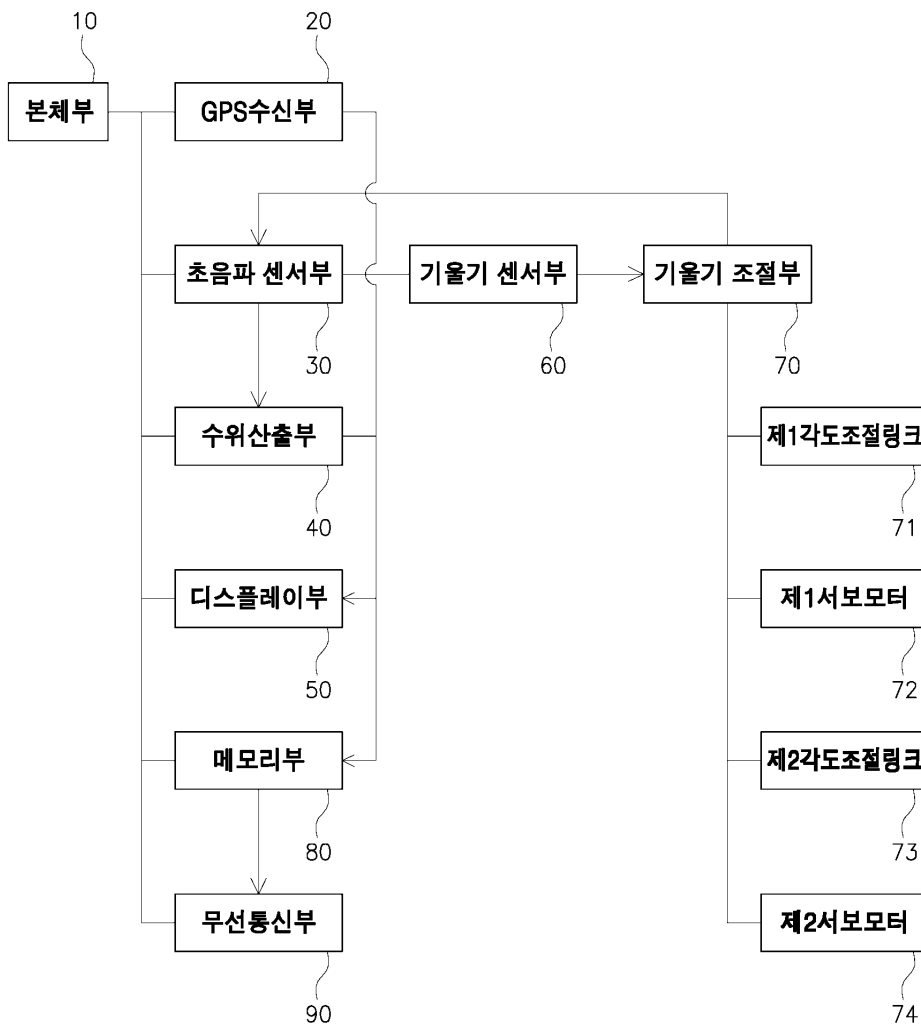 10
20
본체부
GPS수신부
초음파 센서부
기울기 센서부
기울기 조절부
30
60
70
수위산출부
제1각도조절링크
40
71
디스플레이부
제1서보모터
50
72
메모리부
제2각도조절링크
80
73
무선통신부
제2서보모터
90
74